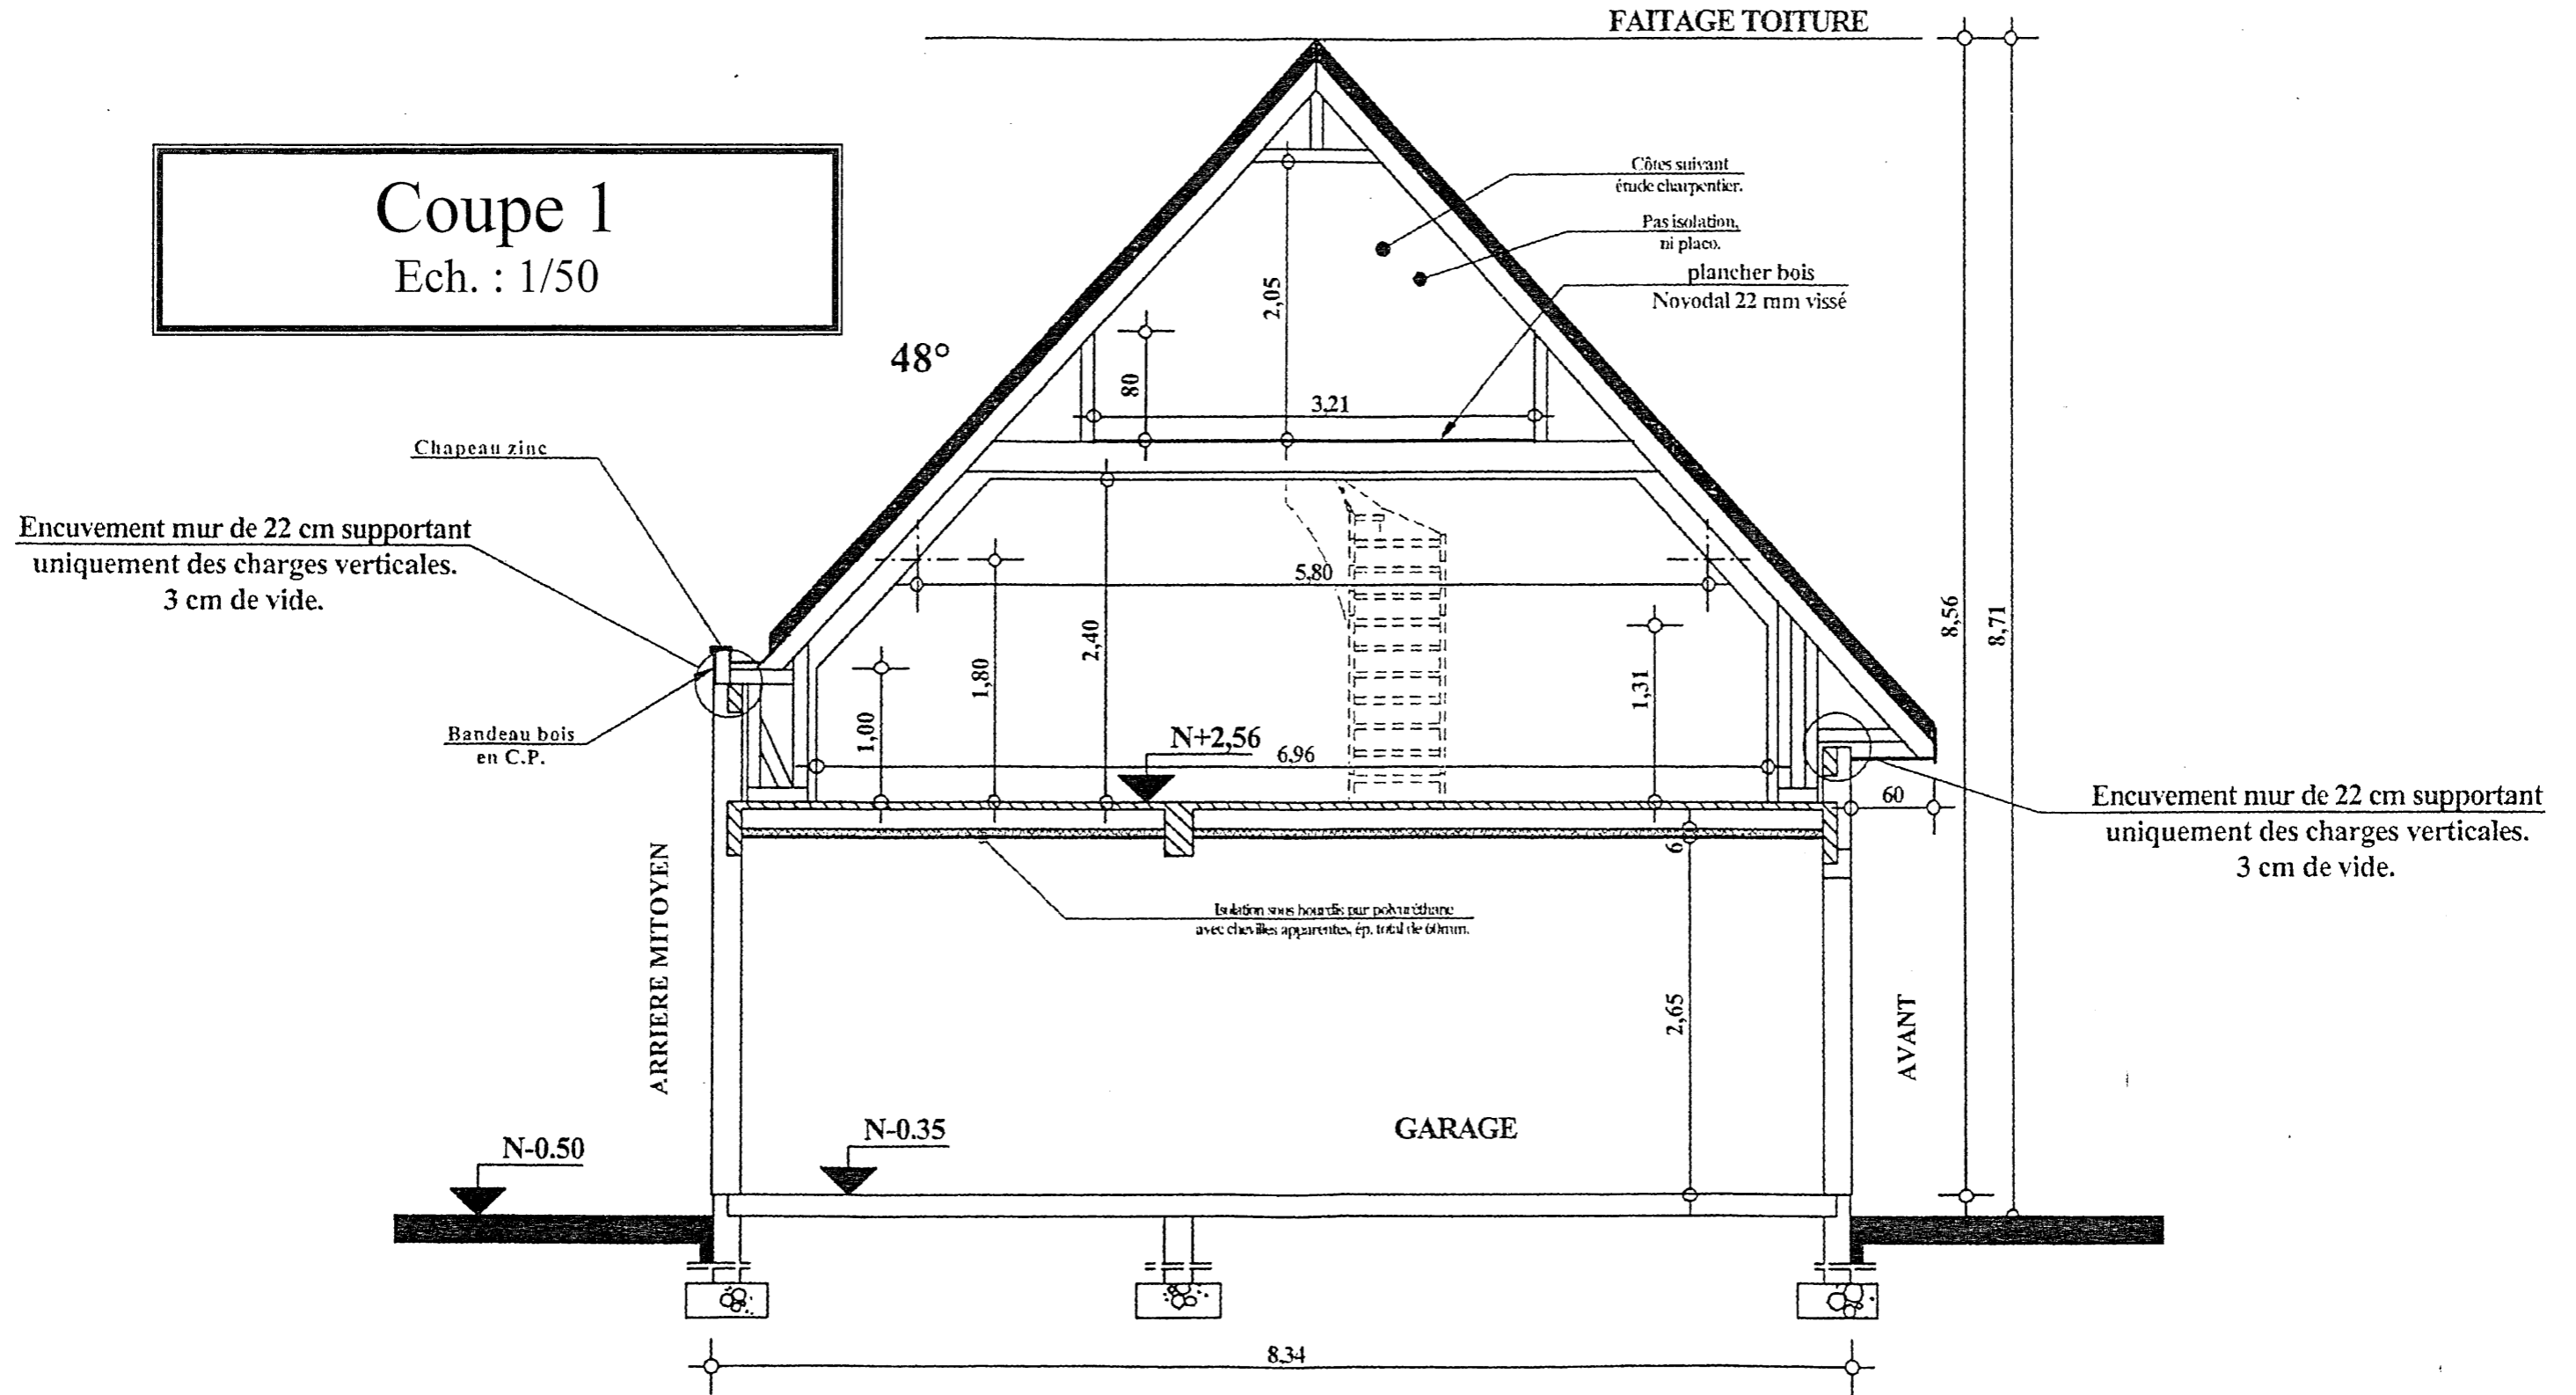 FAITAGE TOITURE
Coupe 1
Ech. : 1/50
Côtes suivant
étude charpentier.
Pas isolation,
ni placo.
plancher bois
Novodal 22 mm vissé
48°
2,05
80
3,21
Chapeau zinc
Encuvement mur de 22 cm supportant
uniquement des charges verticales.
3 cm de vide.
5,80
8,56
8,71
2,40
1,80
1,31
1,00
Bandeau bois
en C.P.
N+2,56
6,96
60
Encuvement mur de 22 cm supportant
uniquement des charges verticales.
3 cm de vide.
6
ARRIERE MITOYEN
Isolation sous hourdis par polyuréthane
avec chevilles apparentes, ép. total de 60mm.
2,65
AVANT
GARAGE
N-0.50
N-0.35
8,34